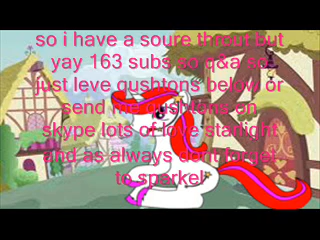 so i have a soure throut but
yay 163 subs so q&a so
just leve qushtons below or
send me qushtons on
skype lots of love starlight
and as always dont forget
to sparkel